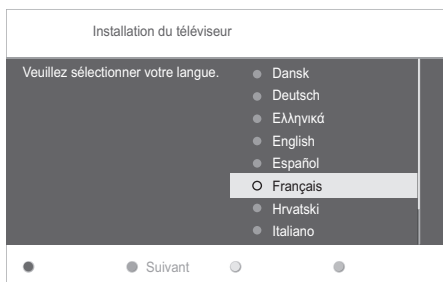 Installation du téléviseur
Veuillez sélectionner votre langue.
Dansk
Deutsch
Ελληνικά
English
Español
Français
Hrvatski
Italiano
Suivant